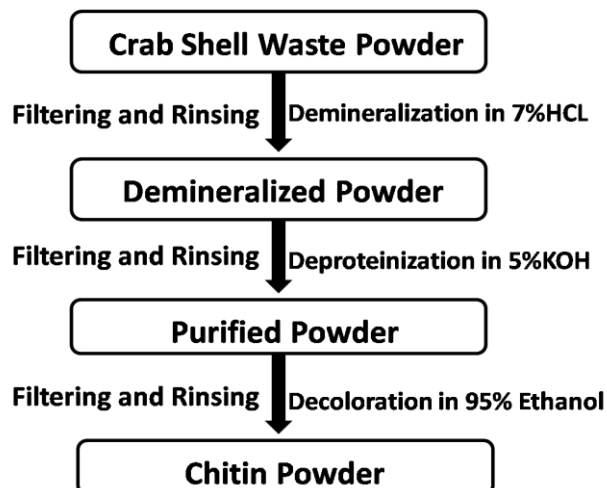 Crab Shell Waste Powder
Filtering and Rinsing Demineralization in 7%HCL
Demineralized Powder
Filtering and Rinsing Deproteinization in 5%KOH
Purified Powder
Filtering and Rinsing Decoloration in 95% Ethanol
Chitin Powder